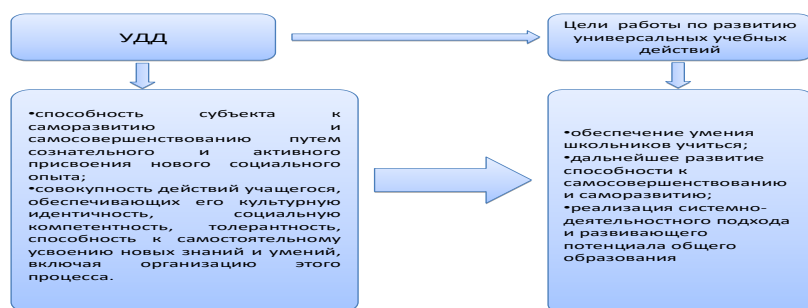 УДД
Цели работы по развитию
универсальных учебных
действий
•способность субъекта к
саморазвитию и
самосовершенствованию путем
сознательного и активного
присвоения нового социального
опыта;
•совокупность действий учащегося,
обеспечивающих его культурную
идентичность, социальную
компетентность, толерантность,
способность к самостоятельному
усвоению новых знаний и умений,
включая организацию этого
процесса.
•обеспечение умения
школьников учиться;
•дальнейшее развитие
способности к
самосовершенствованию
и саморазвитию;
•реализация системно-
деятельностного подхода
и развивающего
потенциала общего
образования